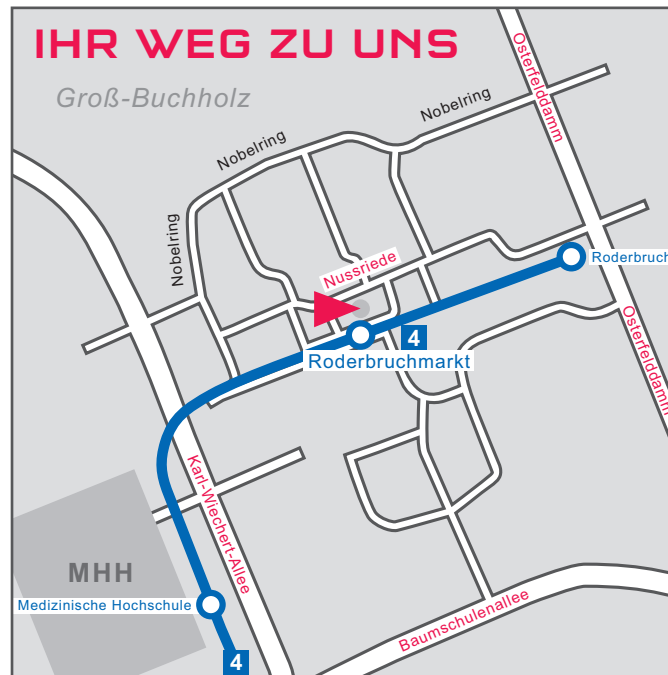 IHR WEG ZU UNS
Groß-Buchholz
Osterfelddamm
Nobelring
Nobelring
Nobelring
Nussriede
Roderbruch
4
Roderbruchmarkt
Osterfelddamm
Karl-Wiechert-Allee
MHH
Medizinische Hochschule
Baumschulenallee
4